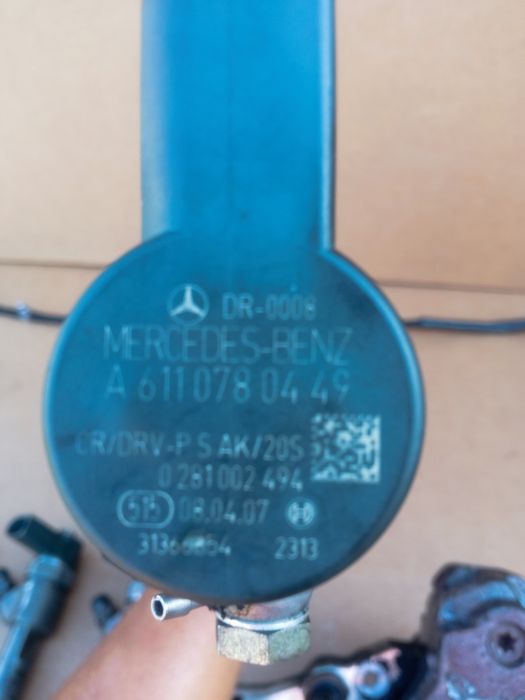 DR-0008
MERCEDES-BENZ
A 611 078 04 49
CR/DRV-P S AK/20S
0 281 002 494
515 08.04.07
2313